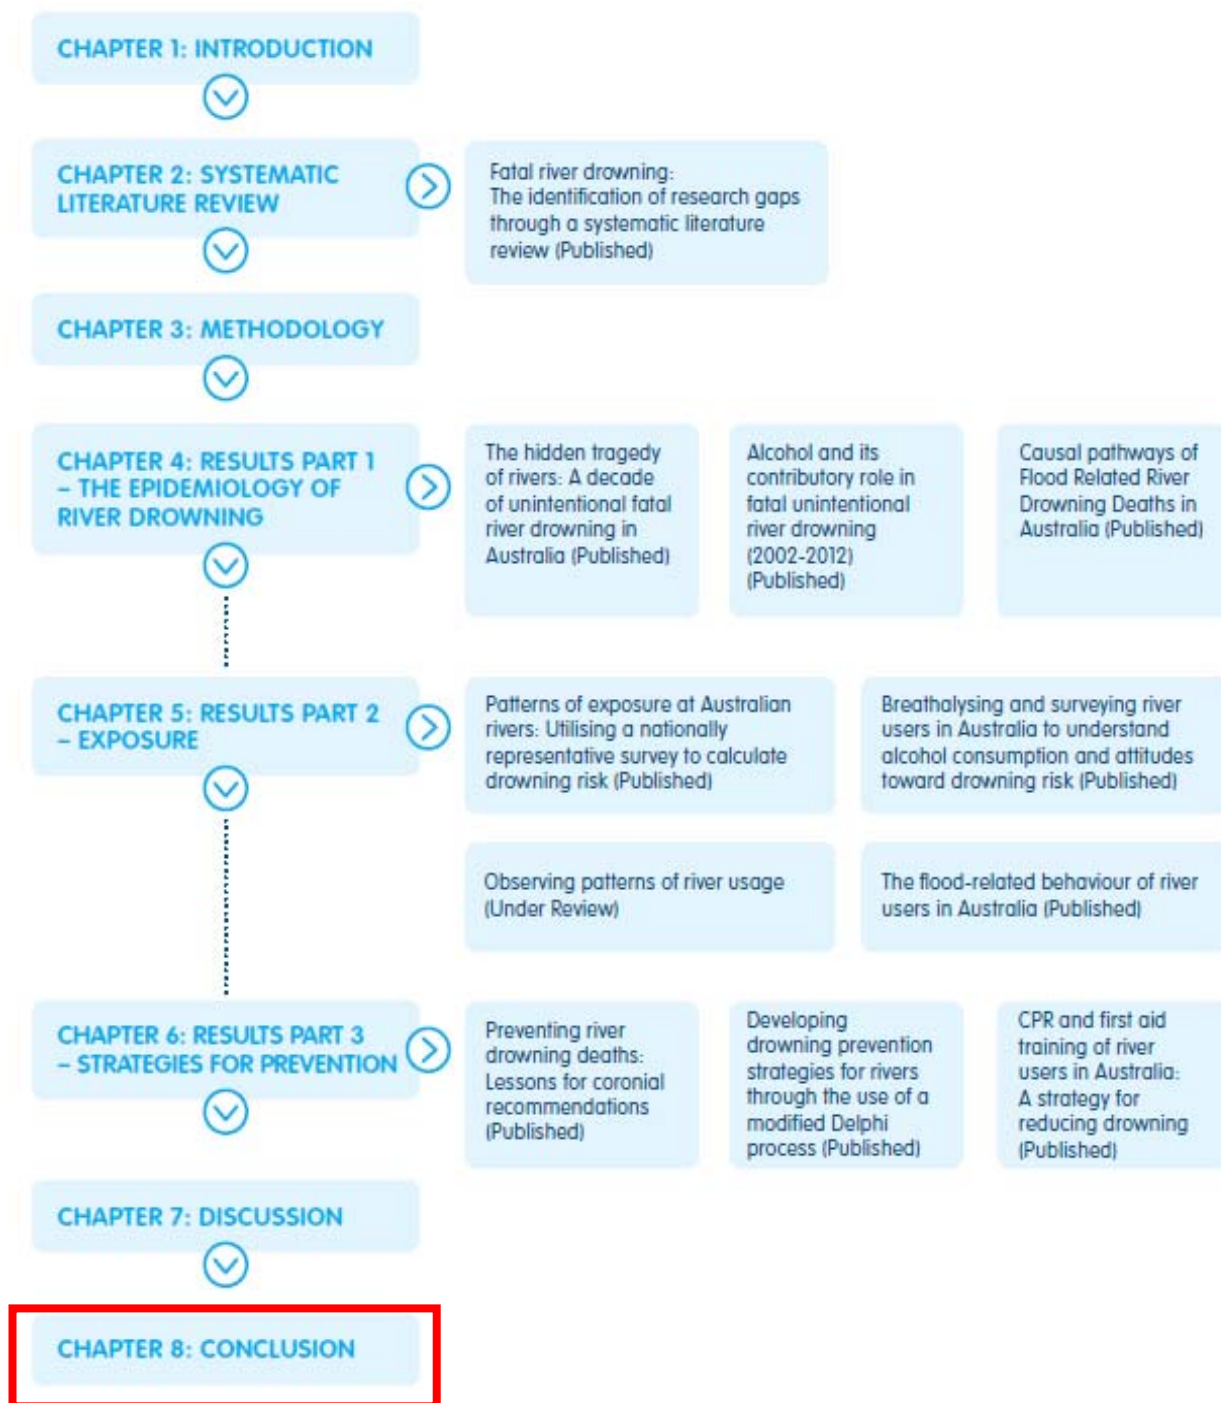 CHAPTER 1: INTRODUCTION
CHAPTER 2: SYSTEMATIC
LITERATURE REVIEW
Fatal river drowning:
The identification of research gaps
through a systematic literature
review (Published)
CHAPTER 3: METHODOLOGY
CHAPTER 4: RESULTS PART 1
– THE EPIDEMIOLOGY OF
RIVER DROWNING
The hidden tragedy
of rivers: A decade
of unintentional fatal
river drowning in
Australia (Published)
Alcohol and its
contributory role in
fatal unintentional
river drowning
(2002-2012)
(Published)
Causal pathways of
Flood Related River
Drowning Deaths in
Australia (Published)
CHAPTER 5: RESULTS PART 2
– EXPOSURE
Patterns of exposure at Australian
rivers: Utilising a nationally
representative survey to calculate
drowning risk (Published)
Breathalysing and surveying river
users in Australia to understand
alcohol consumption and attitudes
toward drowning risk (Published)
Observing patterns of river usage
(Under Review)
The flood-related behaviour of river
users in Australia (Published)
CHAPTER 6: RESULTS PART 3
– STRATEGIES FOR PREVENTION
Preventing river
drowning deaths:
Lessons for coronial
recommendations
(Published)
Developing
drowning prevention
strategies for rivers
through the use of a
modified Delphi
process (Published)
CPR and first aid
training of river
users in Australia:
A strategy for
reducing drowning
(Published)
CHAPTER 7: DISCUSSION
CHAPTER 8: CONCLUSION